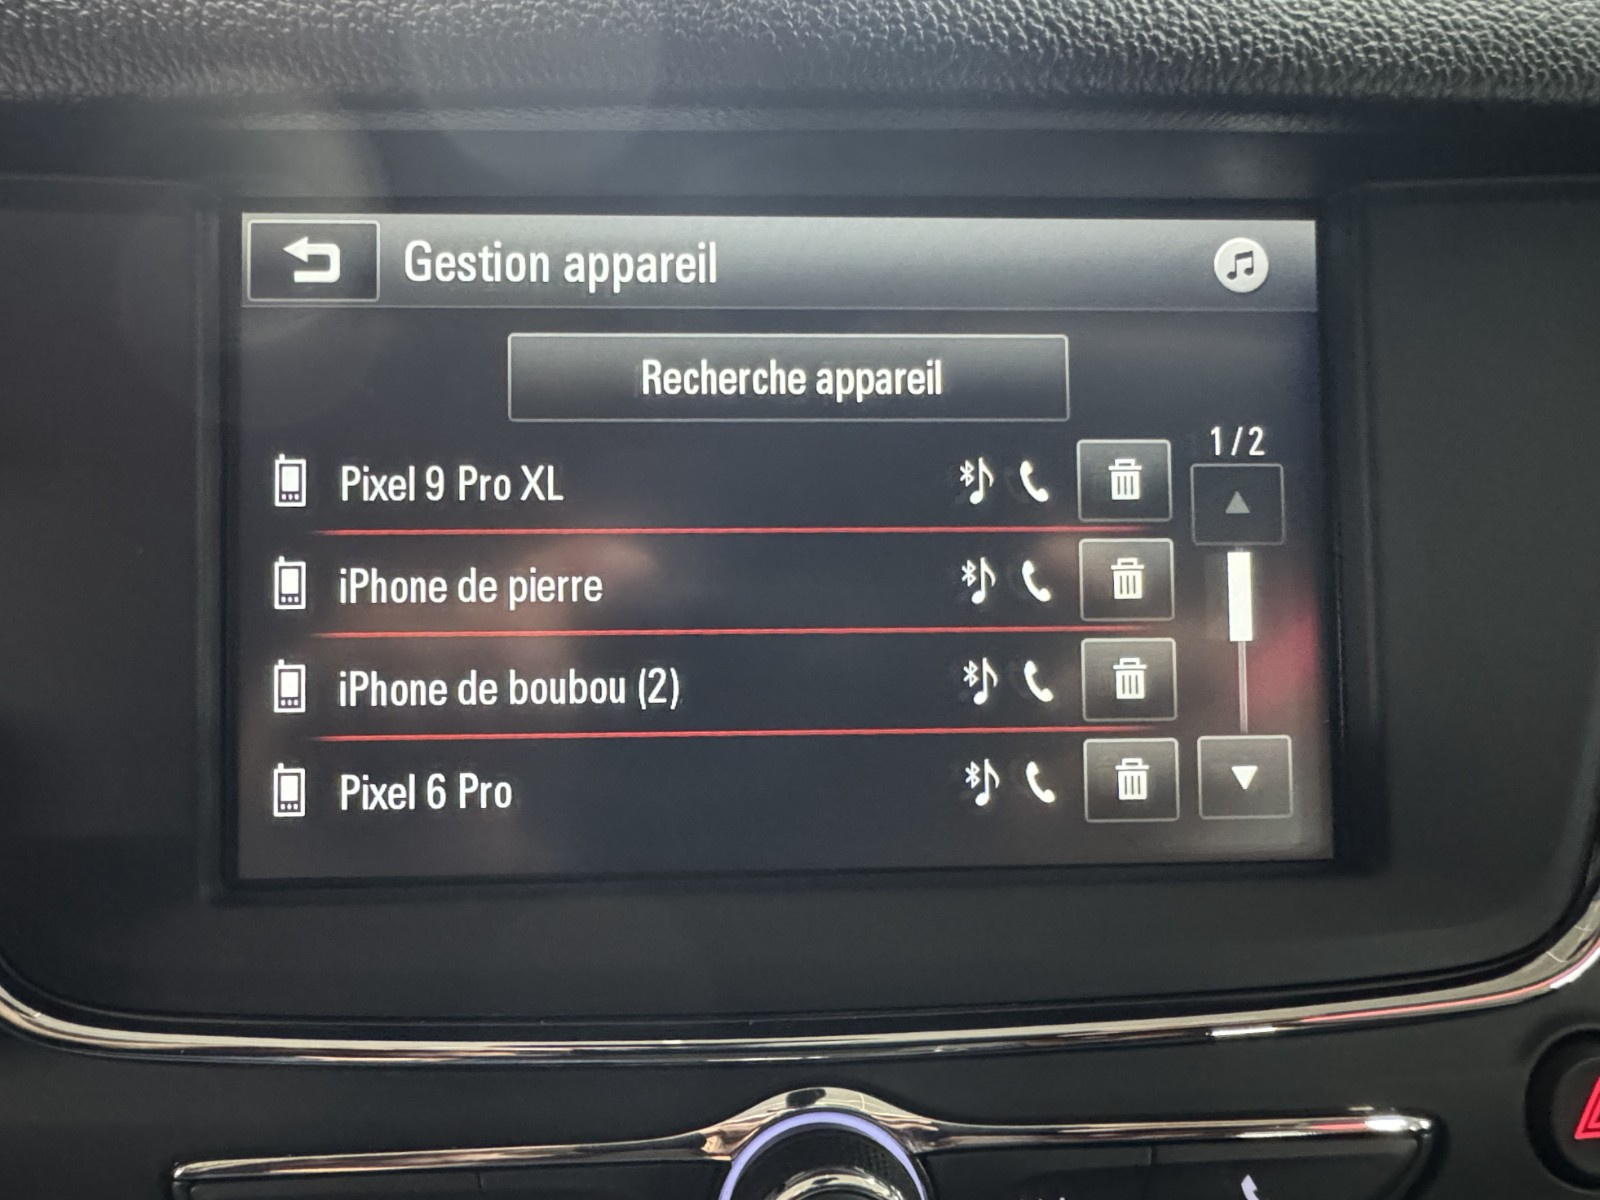 Gestion appareil
Recherche appareil
1/2
Pixel 9 Pro XL
iPhone de pierre
iPhone de boubou (2)
Pixel 6 Pro